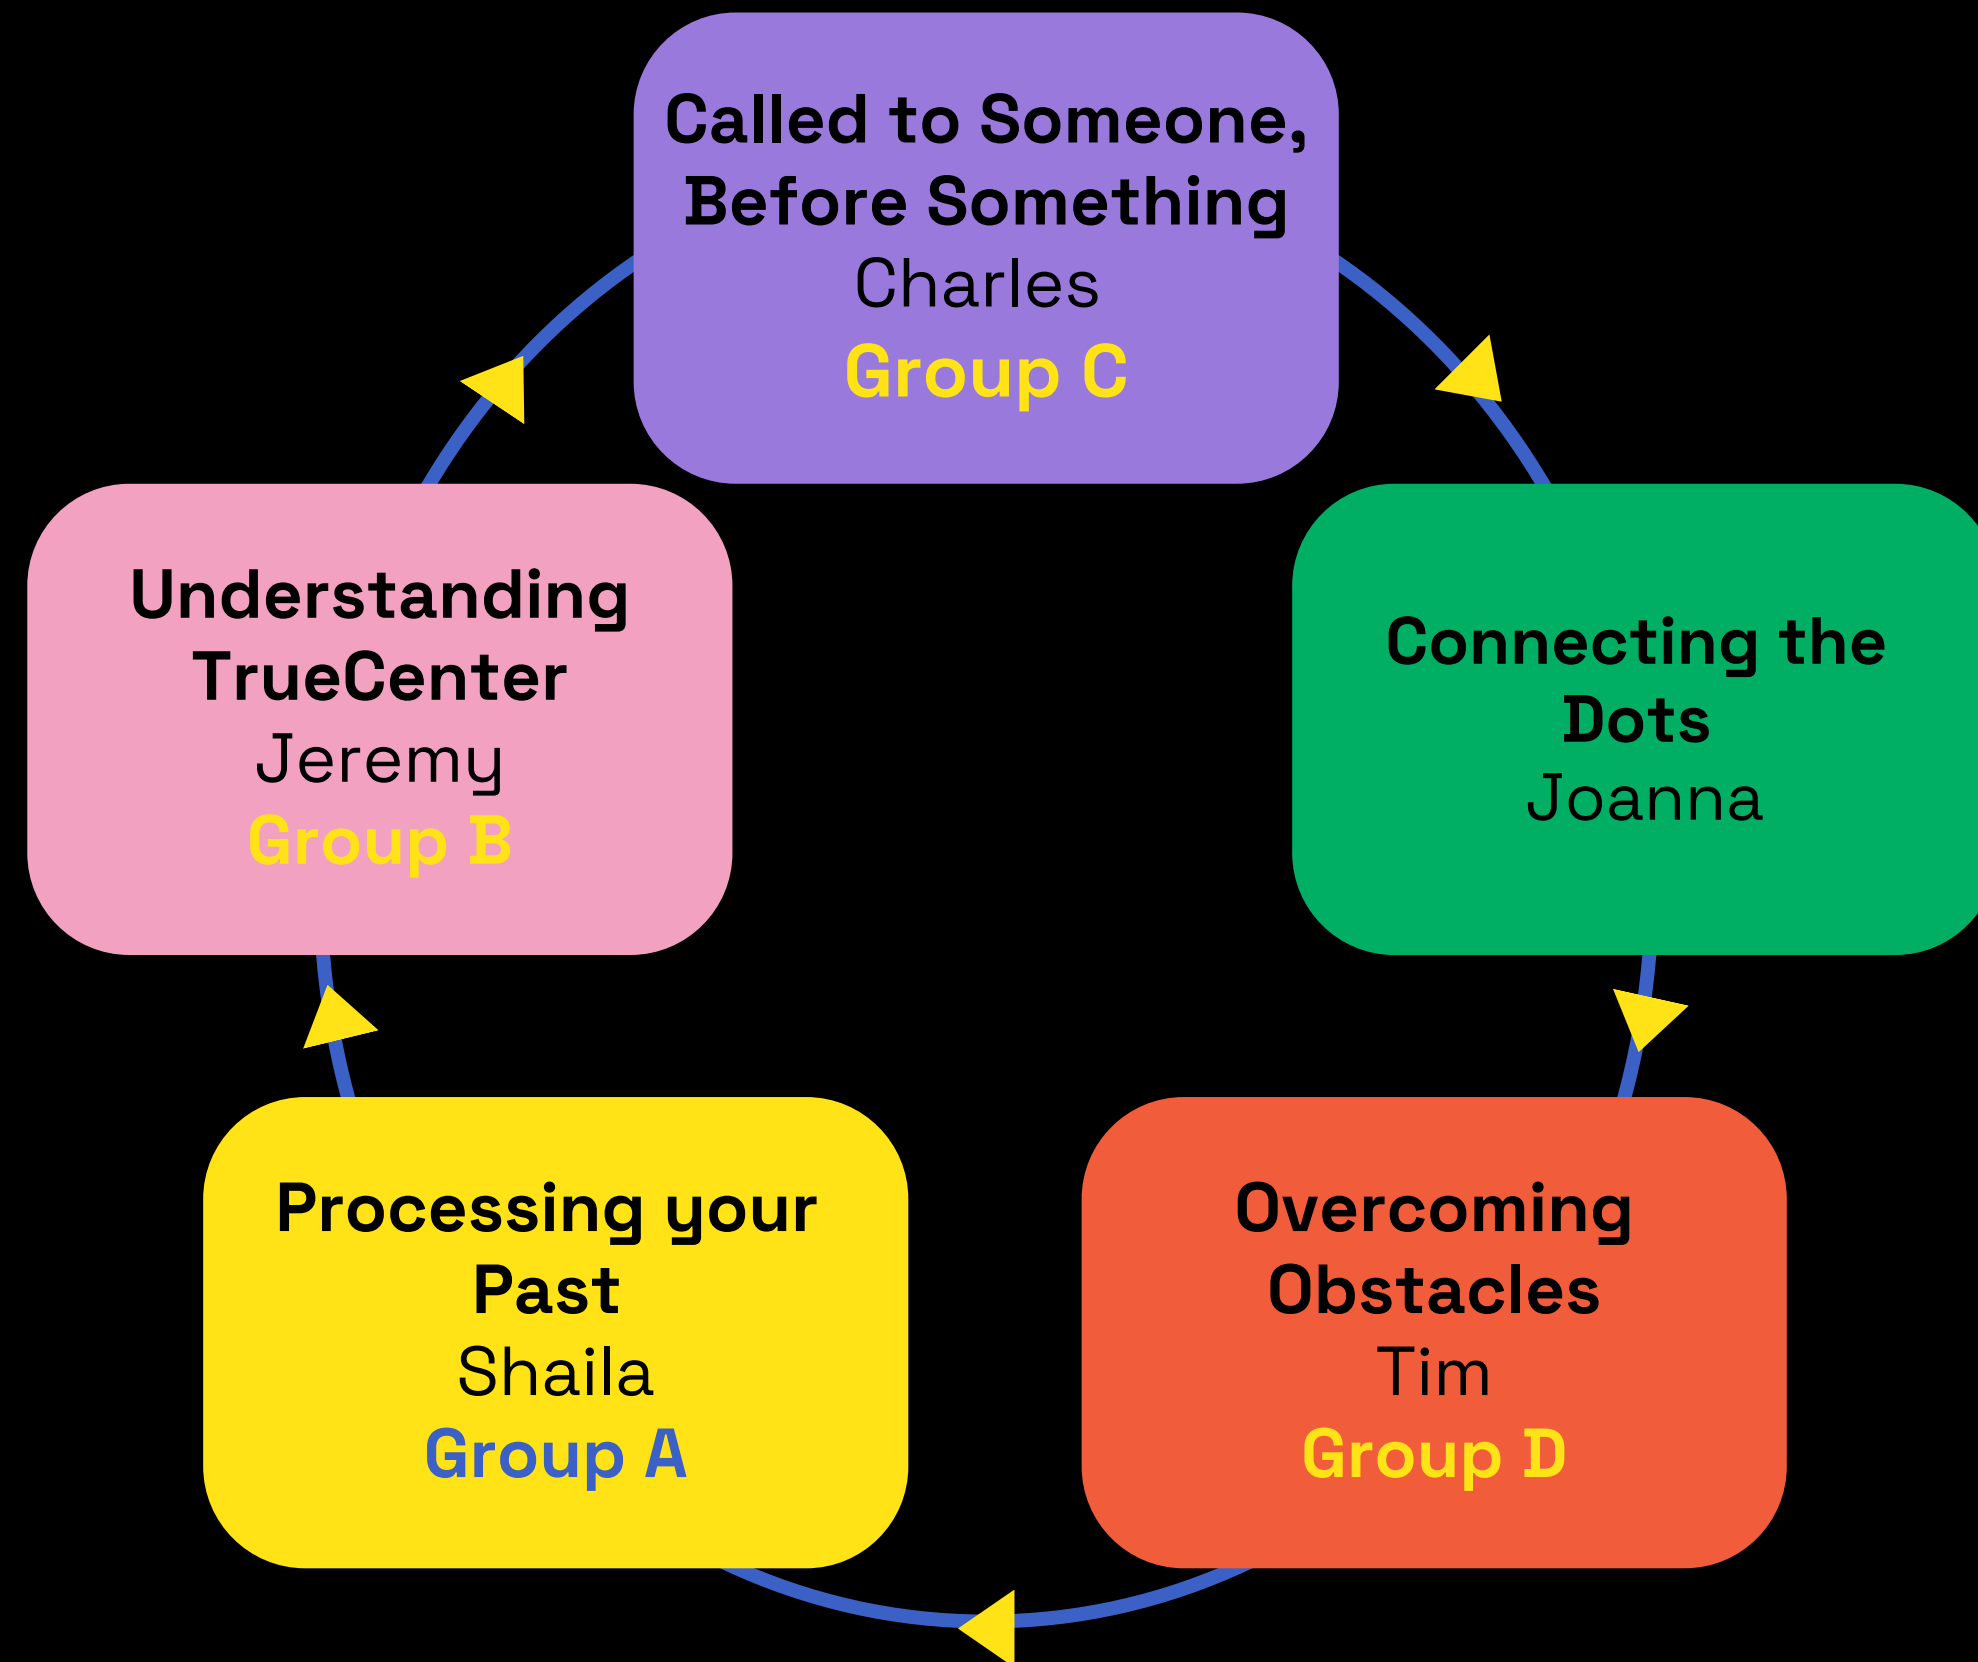 Called to Someone,
Before Something
Charles
Group C
Understanding
TrueCenter
Jeremy
Group B
Connecting the
Dots
Joanna
Processing your
Past
Shaila
Group A
Overcoming
Obstacles
Tim
Group D